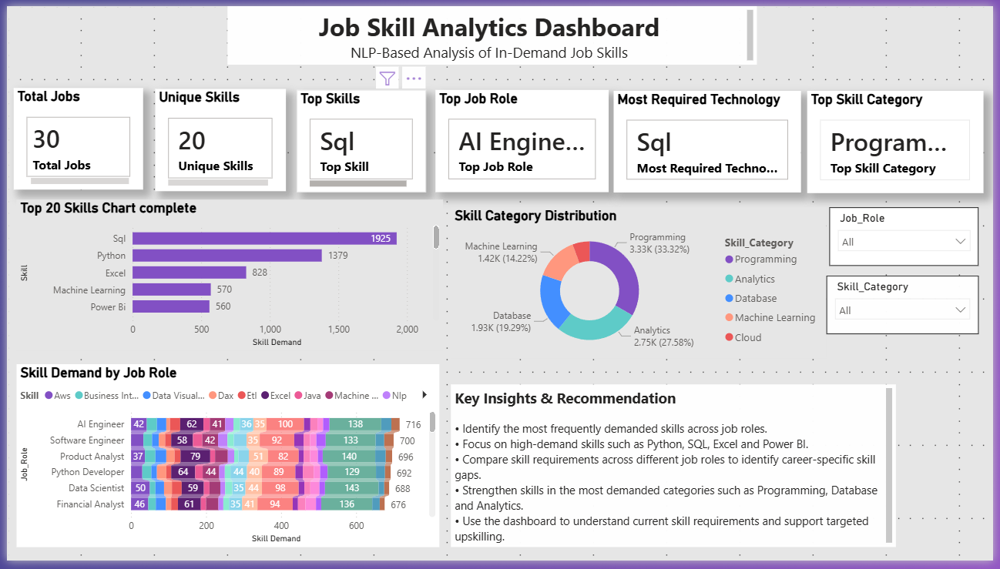 Job Skill Analytics Dashboard
NLP-Based Analysis of In-Demand Job Skills
Total Jobs
30
Total Jobs
Unique Skills
20
Unique Skills
Top Skills
Sql
Top Skill
Top Job Role
AI Engine...
Top Job Role
Most Required Technology
Sql
Most Required Techno...
Top Skill Category
Program...
Top Skill Category
Top 20 Skills Chart complete
Skill
Sql 1925
Python 1379
Excel 828
Machine Learning 570
Power Bi 560
0 500 1,000 1,500 2,000
Skill Demand
Skill Category Distribution
Programming
3.33K (33.32%)
Machine Learning
1.42K (14.22%)
Database
1.93K (19.29%)
Analytics
2.75K (27.58%)
Skill_Category
Programming
Analytics
Database
Machine Learning
Cloud
Job_Role
All
Skill_Category
All
Skill Demand by Job Role
Skill Aws Business Int... Data Visual... Dax Etl Excel Java Machine ... Nlp
Job_Role
AI Engineer 42 62 41 36 35 100 138 716
Software Engineer 58 42 35 92 133 700
Product Analyst 37 79 51 82 140 696
Python Developer 64 44 44 40 89 129 692
Data Scientist 50 59 35 44 98 143 688
Financial Analyst 46 61 35 41 94 136 676
0 200 400 600
Skill Demand
Key Insights & Recommendation
• Identify the most frequently demanded skills across job roles.
• Focus on high-demand skills such as Python, SQL, Excel and Power BI.
• Compare skill requirements across different job roles to identify career-specific skill
gaps.
• Strengthen skills in the most demanded categories such as Programming, Database
and Analytics.
• Use the dashboard to understand current skill requirements and support targeted
upskilling.